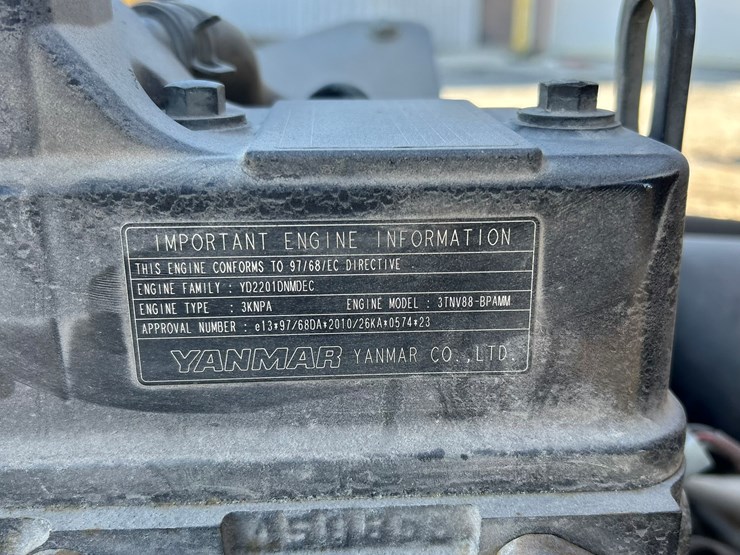 IMPORTANT ENGINE INFORMATION
THIS ENGINE CONFORMS TO 97/68/EC DIRECTIVE
ENGINE FAMILY : YD2201DNMDEC
ENGINE TYPE : 3KNPA ENGINE MODEL : 3TNV88-BPAMM
APPROVAL NUMBER : e13*97/68DA*2010/26KA*0574*23
YANMAR YANMAR CO.,LTD.